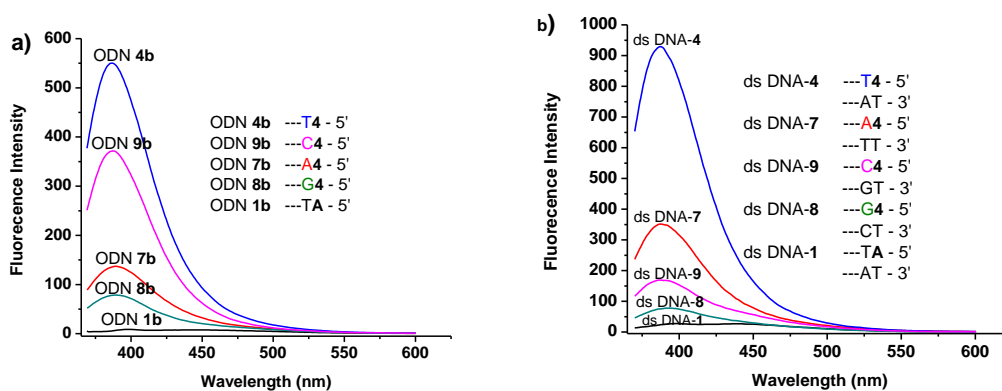 a)
600
500
400
300
200
100
0
Fluorecence Intensity
400
450
500
550
600
Wavelength (nm)
ODN 4b
ODN 9b
ODN 7b
ODN 8b
ODN 1b
ODN 4b ---T4 - 5'
ODN 9b ---C4 - 5'
ODN 7b ---A4 - 5'
ODN 8b ---G4 - 5'
ODN 1b ---TA - 5'
b)
1000
900
800
700
600
500
400
300
200
100
0
Fluorecence Intensity
400
450
500
550
600
Wavelength (nm)
ds DNA-4
ds DNA-7
ds DNA-9
ds DNA-8
ds DNA-1
ds DNA-4 ---T4 - 5'
---AT - 3'
ds DNA-7 ---A4 - 5'
---TT - 3'
ds DNA-9 ---C4 - 5'
---GT - 3'
ds DNA-8 ---G4 - 5'
---CT - 3'
ds DNA-1 ---TA - 5'
---AT - 3'